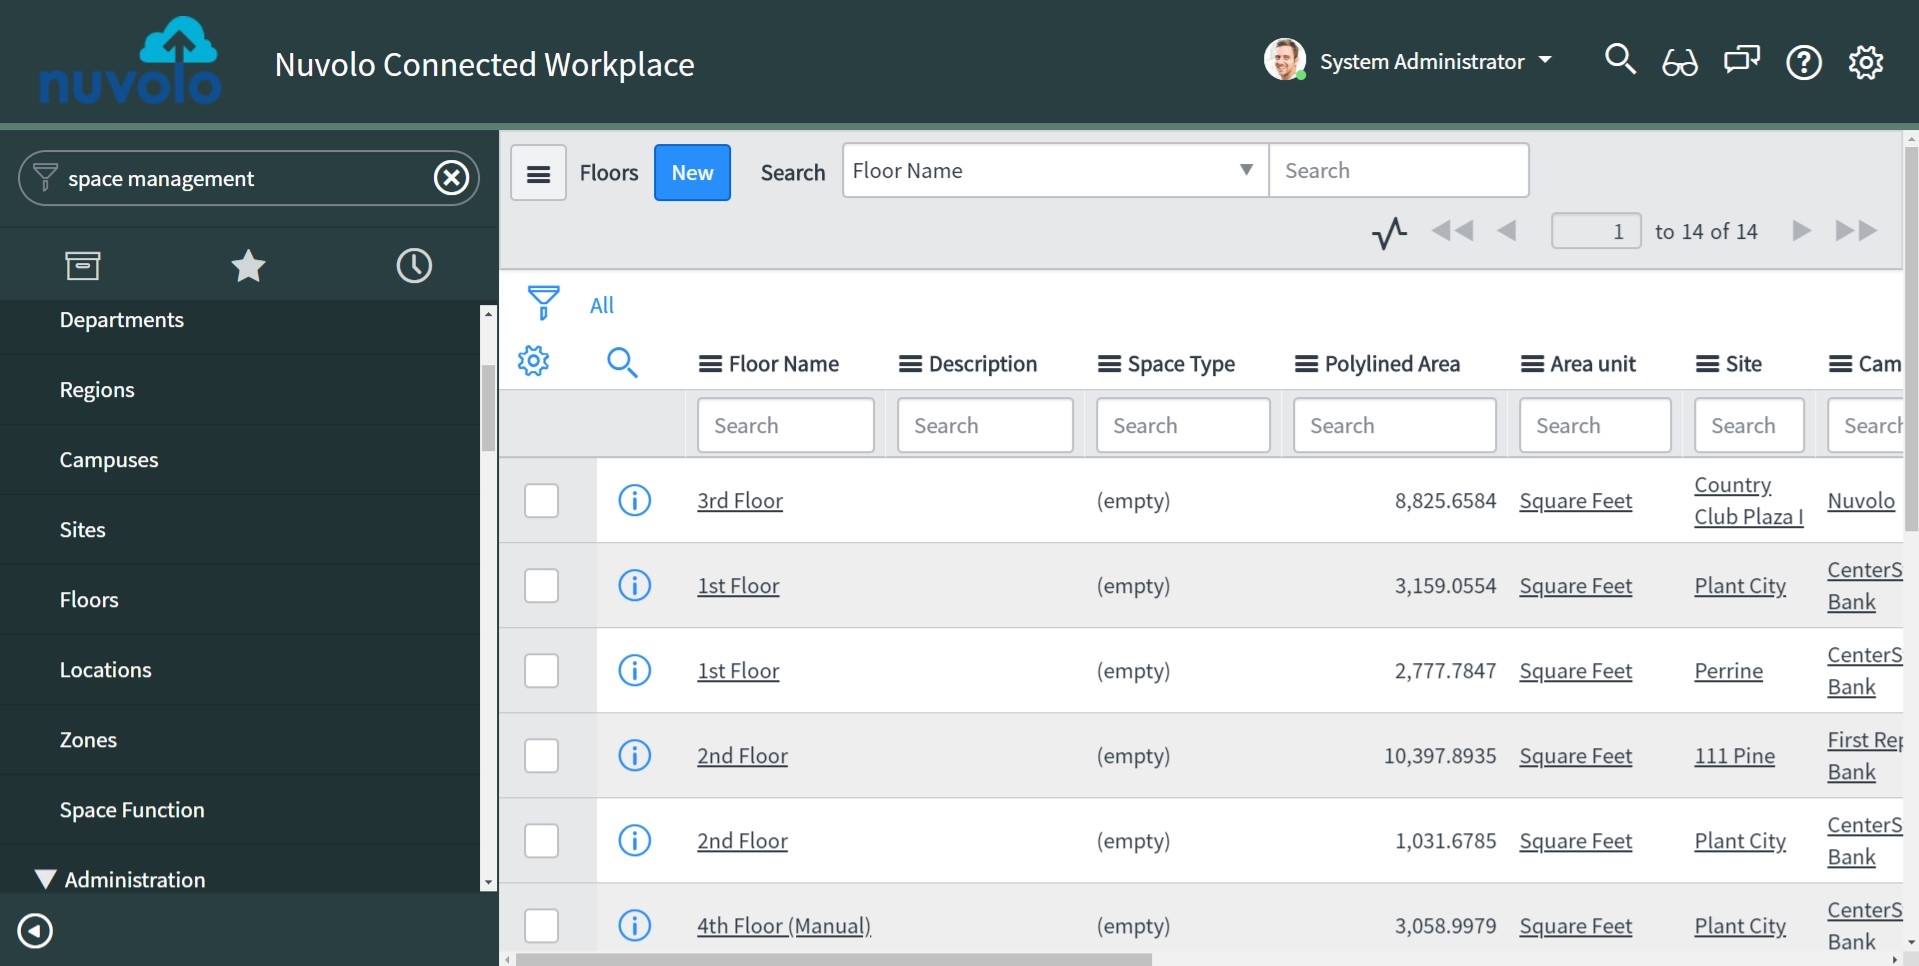 nuvolo
Nuvolo Connected Workplace
System Administrator
space management
Departments
Regions
Campuses
Sites
Floors
Locations
Zones
Space Function
Administration
Floors
New
Search
Floor Name
Search
1
to 14 of 14
All
Floor Name Description Space Type Polylined Area Area unit Site Cam
Search Search Search Search Search Search Search
3rd Floor (empty) 8,825.6584 Square Feet Country Club Plaza I Nuvolo
1st Floor (empty) 3,159.0554 Square Feet Plant City CenterS Bank
1st Floor (empty) 2,777.7847 Square Feet Perrine CenterS Bank
2nd Floor (empty) 10,397.8935 Square Feet 111 Pine First Rep Bank
2nd Floor (empty) 1,031.6785 Square Feet Plant City CenterS Bank
4th Floor (Manual) (empty) 3,058.9979 Square Feet Plant City CenterS Bank